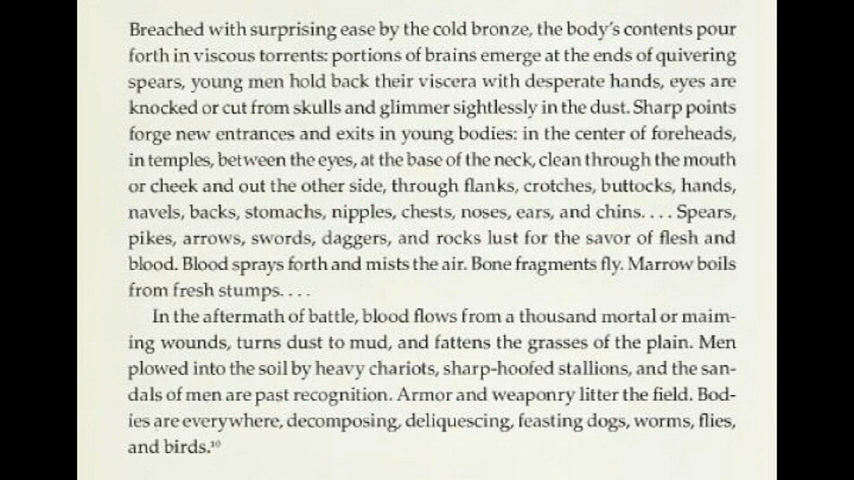 Breached with surprising ease by the cold bronze, the body's contents pour
forth in viscous torrents: portions of brains emerge at the ends of quivering
spears, young men hold back their viscera with desperate hands, eyes are
knocked or cut from skulls and glimmer sightlessly in the dust. Sharp points
forge new entrances and exits in young bodies: in the center of foreheads,
in temples, between the eyes, at the base of the neck, clean through the mouth
or cheek and out the other side, through flanks, crotches, buttocks, hands,
navels, backs, stomachs, nipples, chests, noses, ears, and chins. . . . Spears,
pikes, arrows, swords, daggers, and rocks lust for the savor of flesh and
blood. Blood sprays forth and mists the air. Bone fragments fly. Marrow boils
from fresh stumps. . . .
In the aftermath of battle, blood flows from a thousand mortal or maim-
ing wounds, turns dust to mud, and fattens the grasses of the plain. Men
plowed into the soil by heavy chariots, sharp-hoofed stallions, and the san-
dals of men are past recognition. Armor and weaponry litter the field. Bod-
ies are everywhere, decomposing, deliquescing, feasting dogs, worms, flies,
and birds.¹⁰